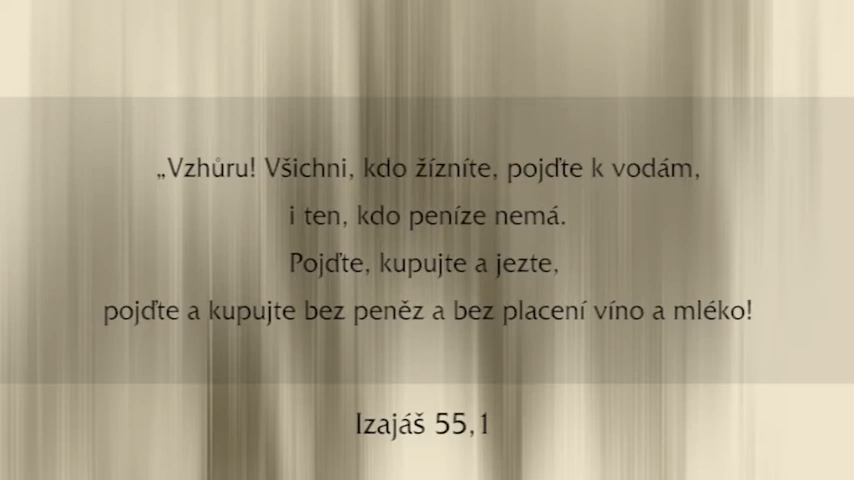 „Vzhůru! Všichni, kdo žízníte, pojďte k vodám,
i ten, kdo peníze nemá.
Pojďte, kupujte a jezte,
pojďte a kupujte bez peněz a bez placení víno a mléko!
Izajáš 55,1